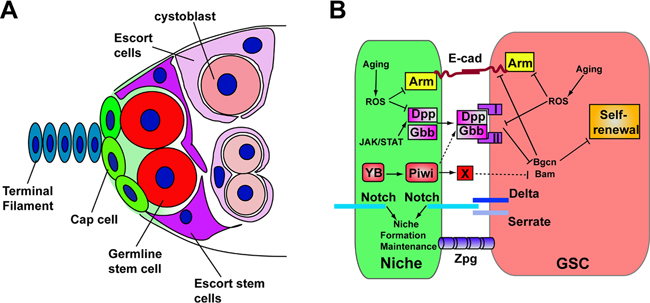 A
cystoblast
Escort
cells
Terminal
Filament
Cap cell
Germline
stem cell
Escort stem
cells
B
E-cad
Aging
Arm
Arm
Aging
ROS
ROS
Dpp
Gbb
Dpp
Gbb
Self-
renewal
JAK/STAT
Bgcn
Bam
YB
Piwi
X
Notch
Notch
Delta
Serrate
Niche
Formation
Maintenance
Niche
Zpg
GSC